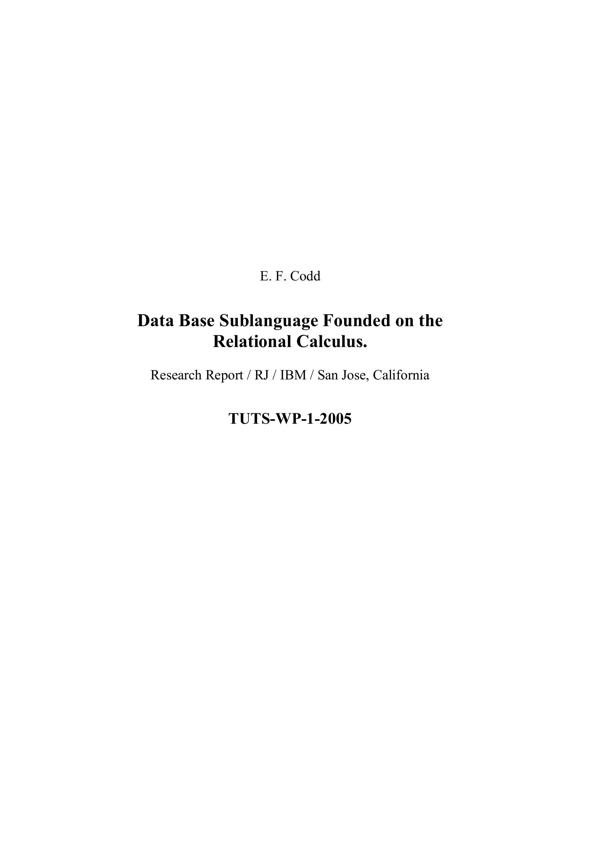 E. F. Codd
Data Base Sublanguage Founded on the
Relational Calculus.
Research Report / RJ / IBM / San Jose, California
TUTS-WP-1-2005